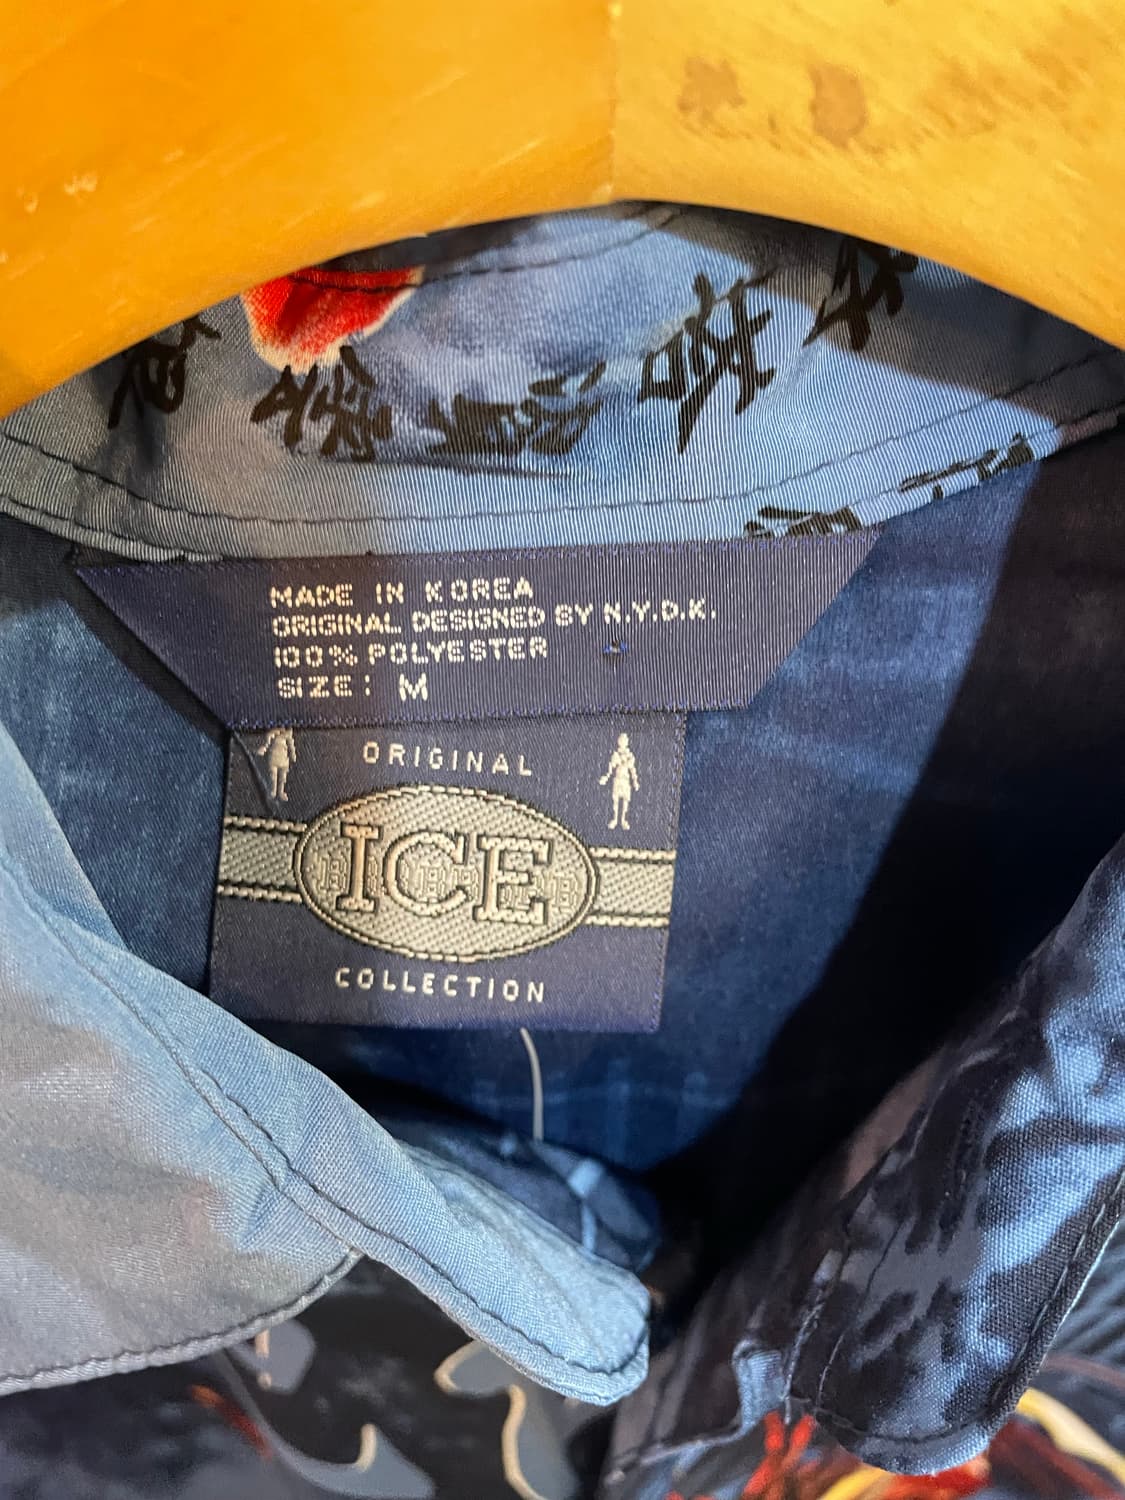 MADE IN KOREA
ORIGINAL DESIGNED BY N.Y.D.K.
100% POLYESTER
SIZE: M
ORIGINAL
ICE
COLLECTION